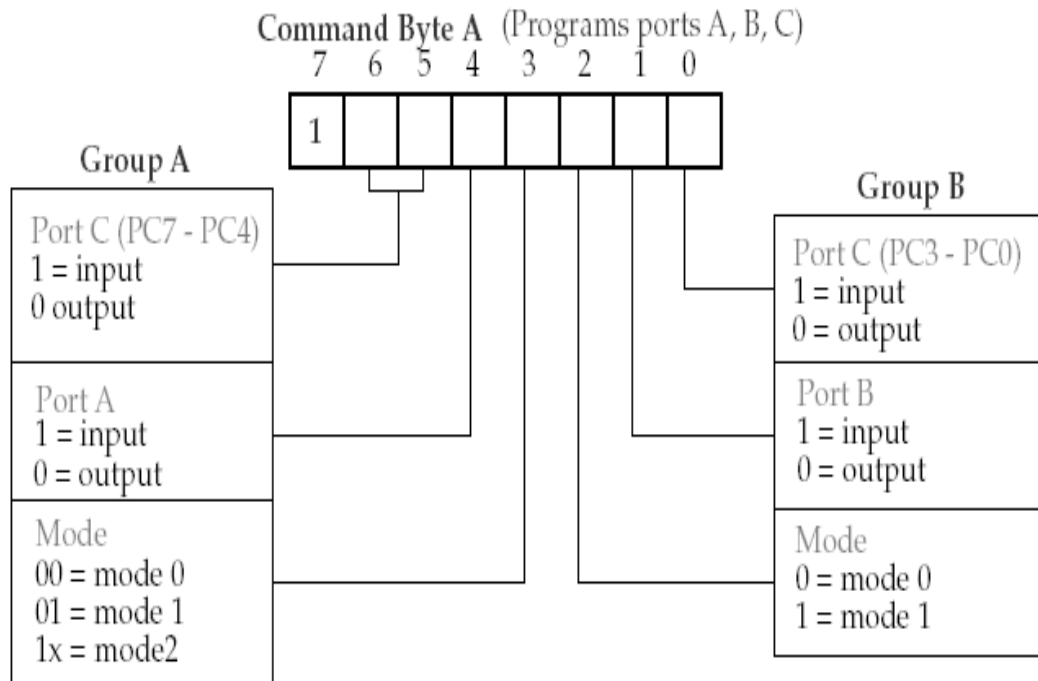 Command Byte A (Programs ports A, B, C)
7 6 5 4 3 2 1 0
1
Group A
Port C (PC7 - PC4)
1 = input
0 output
Port A
1 = input
0 = output
Mode
00 = mode 0
01 = mode 1
1x = mode2
Group B
Port C (PC3 - PC0)
1 = input
0 = output
Port B
1 = input
0 = output
Mode
0 = mode 0
1 = mode 1